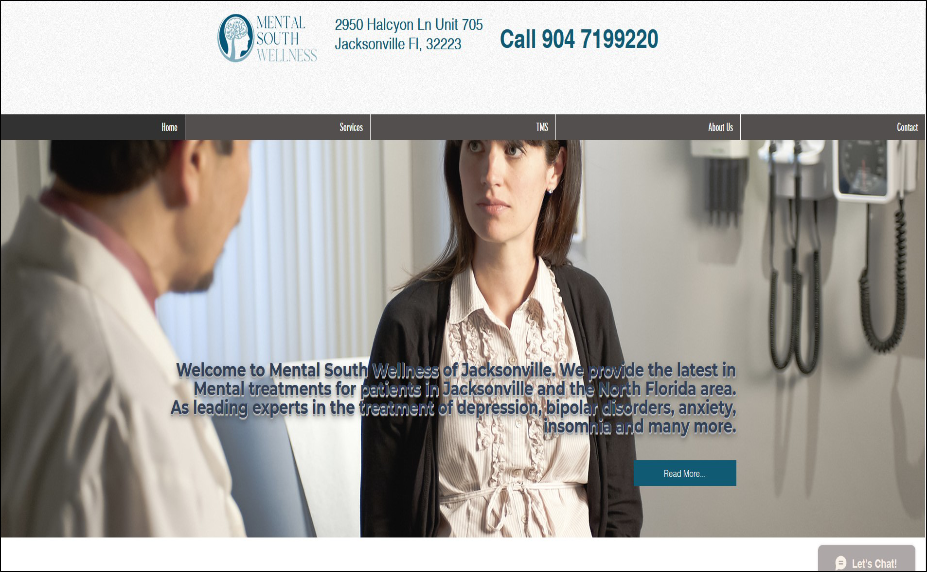 MENTAL
SOUTH
WELLNESS
2950 Halcyon Ln Unit 705
Jacksonville Fl, 32223
Call 904 7199220
Home
Services
TMS
About Us
Contact
Welcome to Mental South Wellness of Jacksonville. We provide the latest in
Mental treatments for patients in Jacksonville and the North Florida area.
As leading experts in the treatment of depression, bipolar disorders, anxiety,
insomnia and many more.
Read More...
Let's Chat!